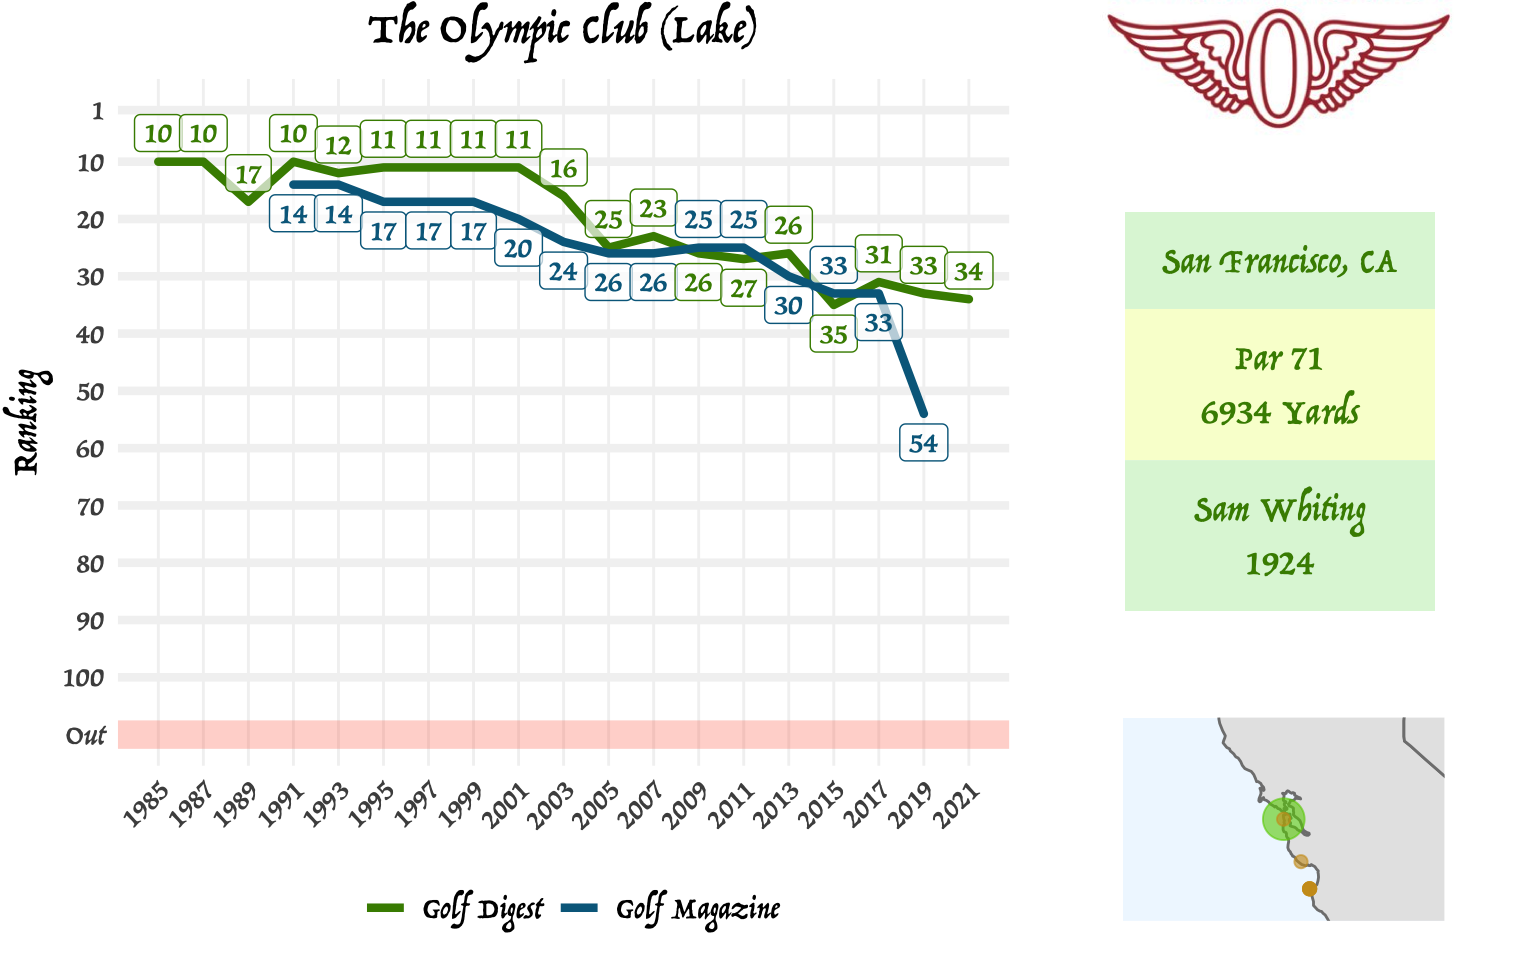 The Olympic Club (Lake)
Ranking
1
10
20
30
40
50
60
70
80
90
100
Out
10 10 17 10 12 11 11 11 11 16 25 23 26 27 26 35 31 33 34
14 14 17 17 17 20 24 26 26 25 25 30 33 33 54
1985 1987 1989 1991 1993 1995 1997 1999 2001 2003 2005 2007 2009 2011 2013 2015 2017 2019 2021
Golf Digest Golf Magazine
San Francisco, CA
Par 71
6934 Yards
Sam Whiting
1924